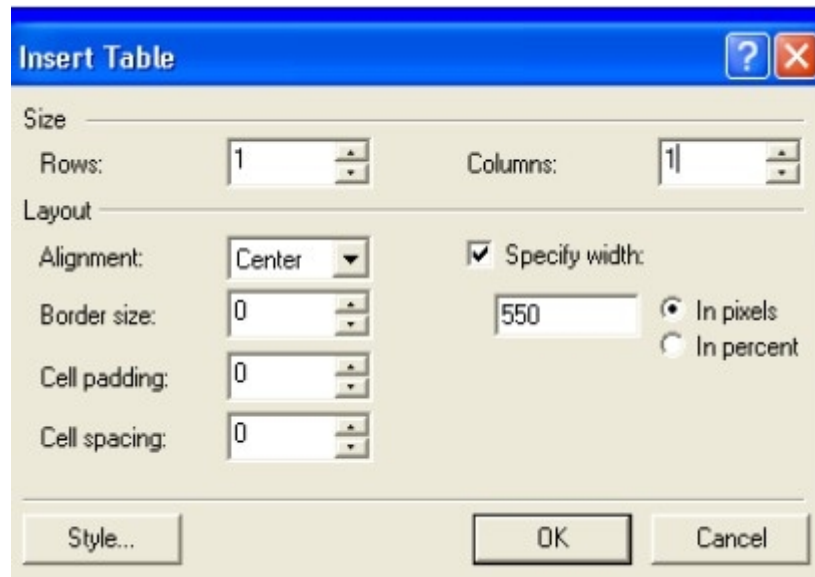 Insert Table
Size
Rows: 1 Columns: 1
Layout
Alignment: Center Specify width:
Border size: 0 550 In pixels
In percent
Cell padding: 0
Cell spacing: 0
Style... OK Cancel